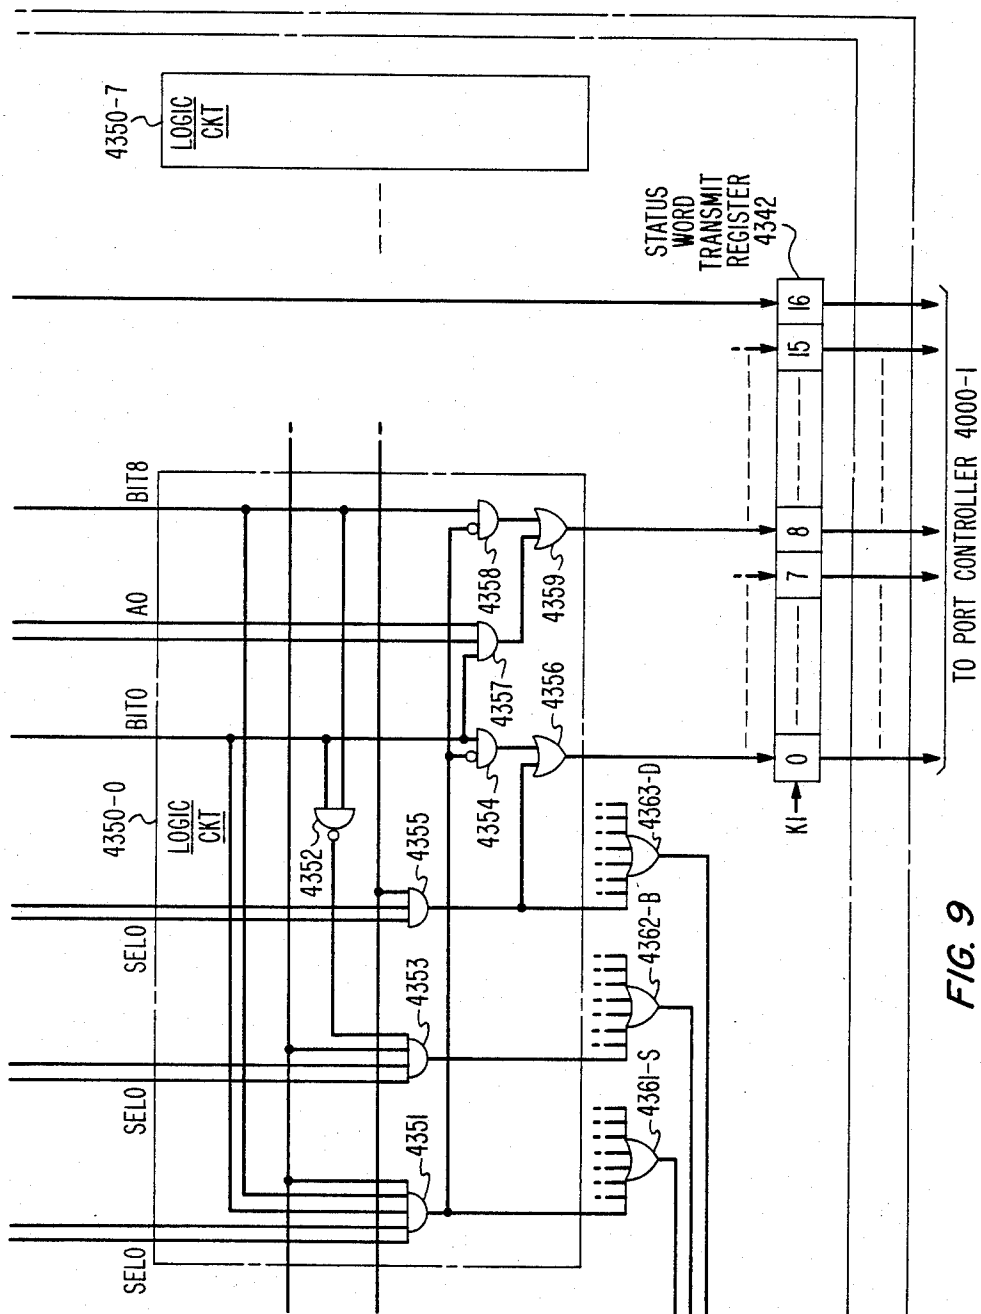 4350-7
LOGIC
CKT
STATUS
WORD
TRANSMIT
REGISTER
4342
16
15
8
7
0
K1
TO PORT CONTROLLER 4000-1
BIT8
A0
BIT0
4350-0
LOGIC
CKT
4358
4359
4357
4356
4354
4352
4355
4363-D
SEL0
4353
4362-B
SEL0
4351
4361-S
SEL0
FIG. 9